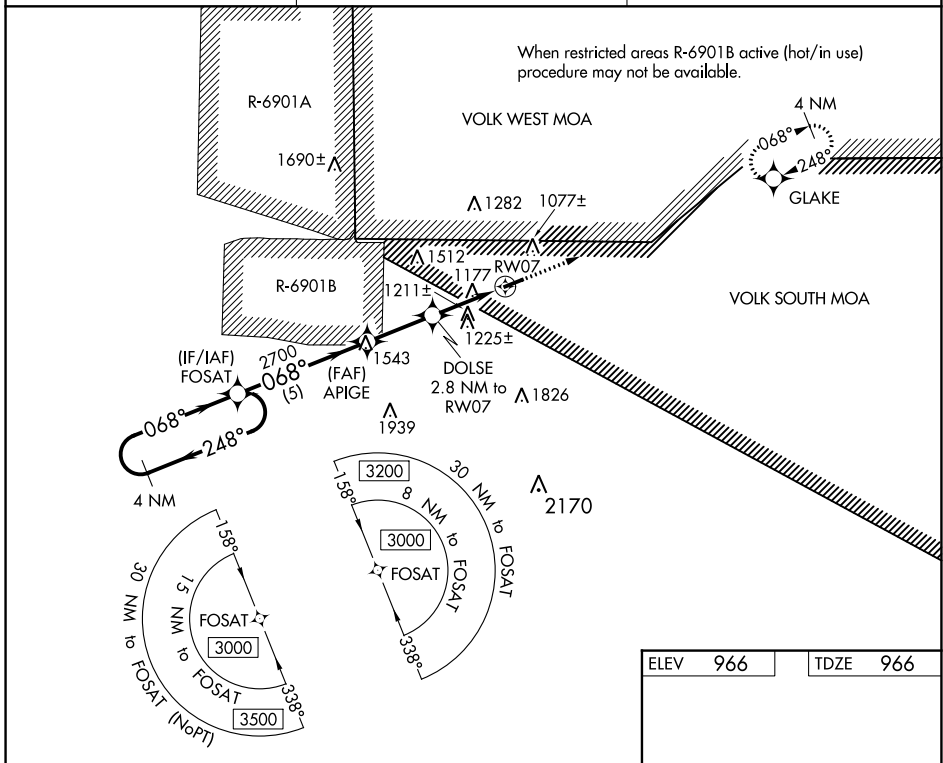 When restricted areas R-6901B active (hot/in use)
procedure may not be available.
R-6901A
VOLK WEST MOA
4 NM
068°
248°
GLAKE
1690±
1282
1077±
1512
RW07
1177
R-6901B
1211±
VOLK SOUTH MOA
1225±
(IF/IAF)
FOSAT
2700
068°
(5)
1543
(FAF)
APIGE
DOLSE
2.8 NM to
RW07
1826
1939
068°
248°
4 NM
2170
158°
3200
30 NM to FOSAT
8 NM to FOSAT
3000
FOSAT
338°
158°
30 NM to FOSAT (NoPT)
15 NM to FOSAT
FOSAT
3000
338°
3500
ELEV 966
TDZE 966